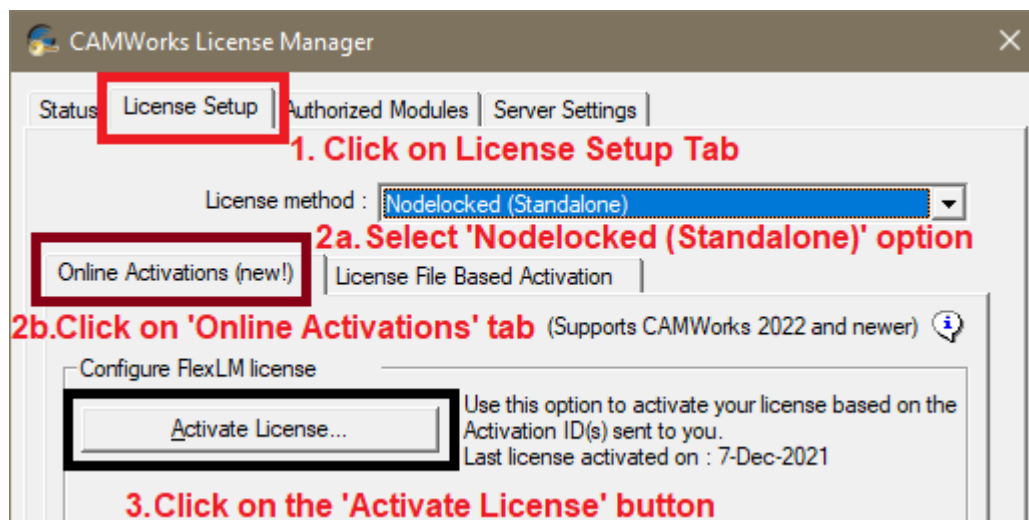 CAMWorks License Manager
Status License Setup Authorized Modules Server Settings
1. Click on License Setup Tab
License method : Nodelocked (Standalone)
2a. Select 'Nodelocked (Standalone)' option
Online Activations (new!) License File Based Activation
2b.Click on 'Online Activations' tab (Supports CAMWorks 2022 and newer)
Configure FlexLM license
Activate License...
Use this option to activate your license based on the
Activation ID(s) sent to you.
Last license activated on : 7-Dec-2021
3.Click on the 'Activate License' button